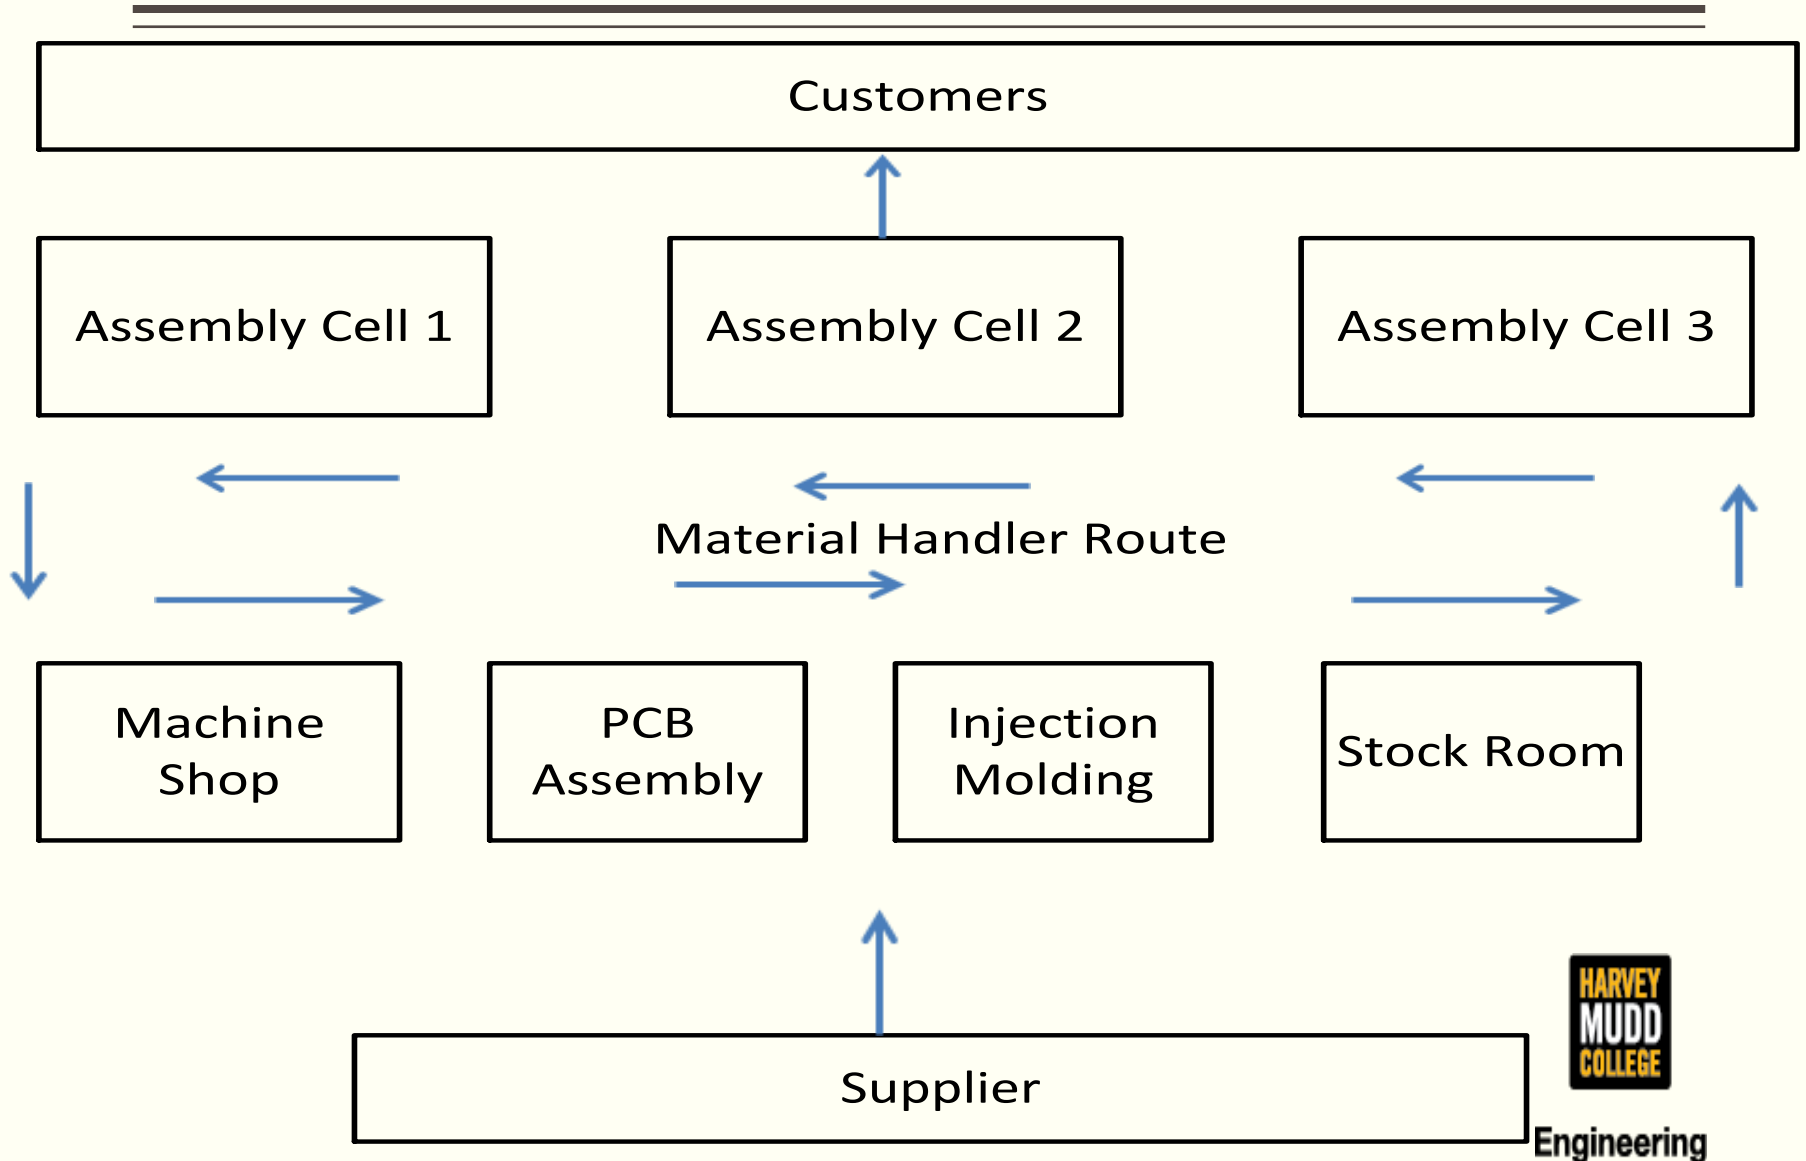 Customers
Assembly Cell 1
Assembly Cell 2
Assembly Cell 3
Material Handler Route
Machine
Shop
PCB
Assembly
Injection
Molding
Stock Room
Supplier
HARVEY
MUDD
COLLEGE
Engineering